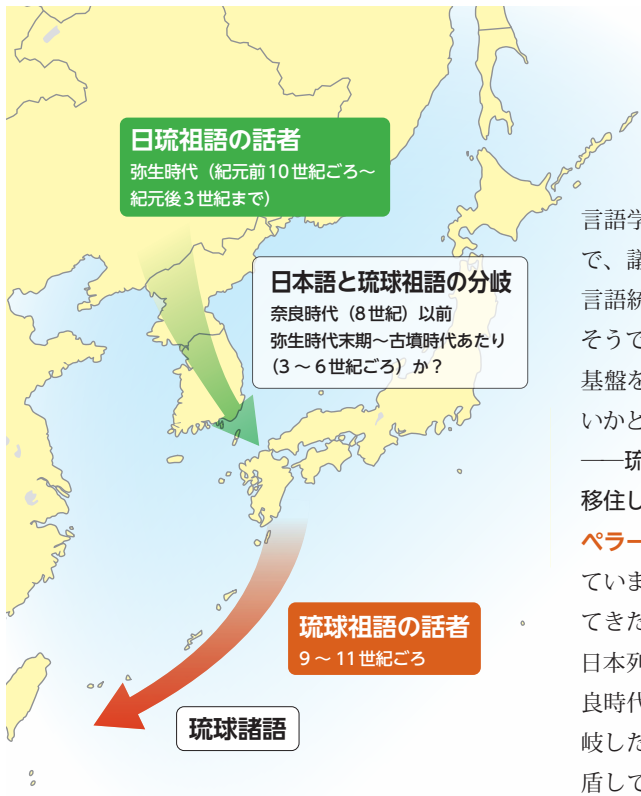 日琉祖語の話者
弥生時代（紀元前10世紀ごろ～
紀元後3世紀まで）
日本語と琉球祖語の分岐
奈良時代（8世紀）以前
弥生時代末期～古墳時代あたり
（3～6世紀ごろ）か？
琉球祖語の話者
9～11世紀ごろ
琉球諸語
言語学
で、議
言語統
そうで
基盤を
いかと
——琉
移住し
ペラー
ていま
てきた
日本列
良時代
岐した
盾して